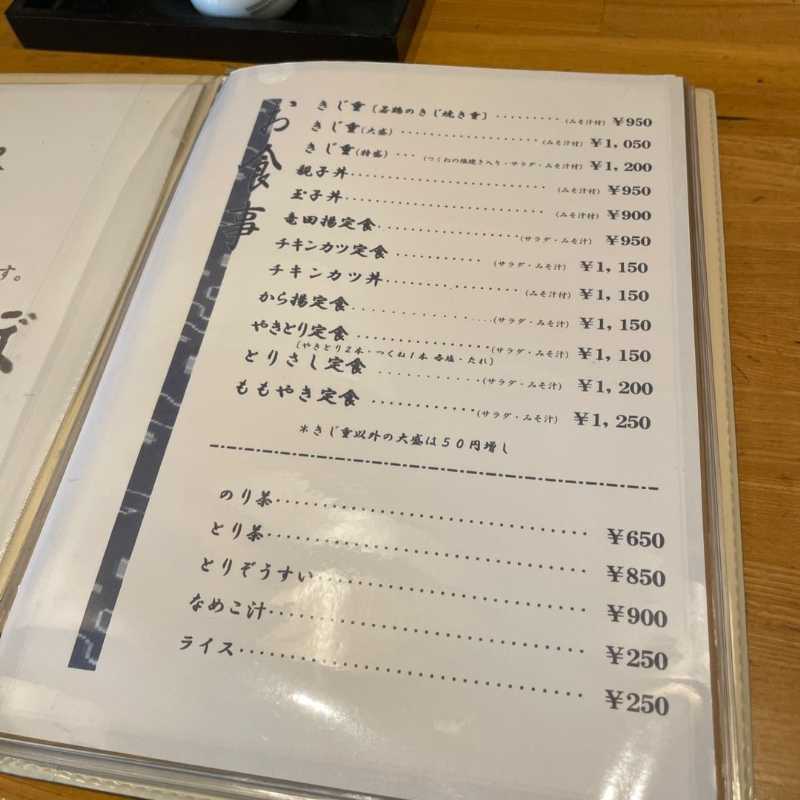 お食事
きじ重(若鶏のきじ焼き重)………(みそ汁付)￥950
きじ重(大盛)………………(みそ汁付)￥1,050
きじ重(特盛)…(つくねの塩焼き入り・サラダ・みそ汁付)￥1,200
親子丼………………(みそ汁付)￥950
玉子丼………………(みそ汁付)￥900
竜田揚定食………………(サラダ・みそ汁)￥950
チキンカツ定食…………(サラダ・みそ汁)￥1,150
チキンカツ丼………………(みそ汁付)￥1,150
から揚定食………………(サラダ・みそ汁)￥1,150
やきとり定食………………(サラダ・みそ汁)￥1,150
(やきとり２本・つくね１本 各塩・たれ)
とりさし定食…………(サラダ・みそ汁)￥1,200
ももやき定食…………(サラダ・みそ汁)￥1,250
＊きじ重以外の大盛は５０円増し
のり茶………………￥650
とり茶………………￥850
とりぞうすい………………￥900
なめこ汁………………￥250
ライス………………￥250
す。